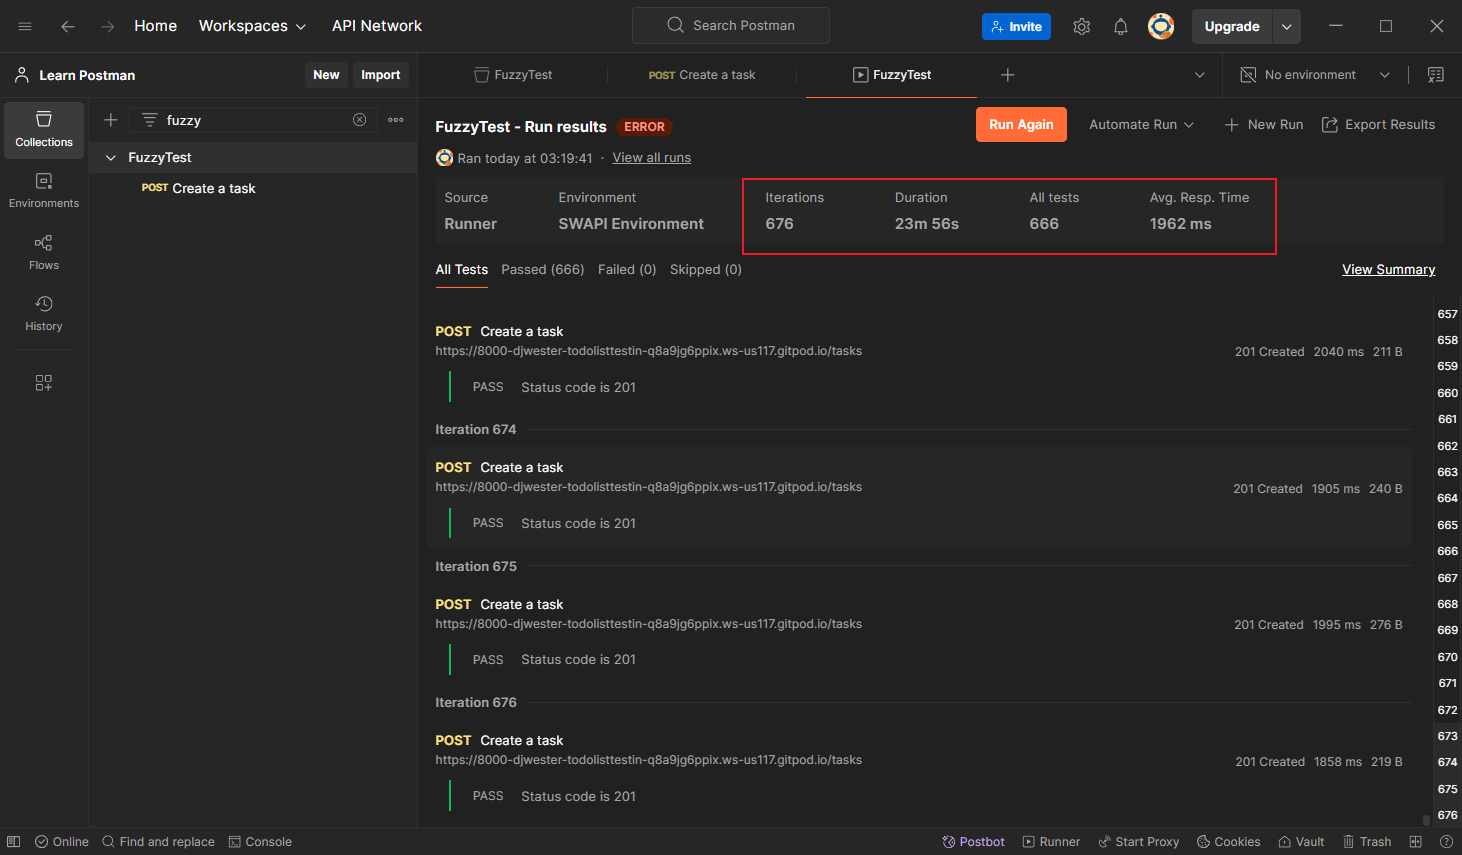 Home Workspaces API Network Search Postman Invite Upgrade
Learn Postman New Import FuzzyTest POST Create a task FuzzyTest No environment
Collections
Environments
Flows
History
fuzzy
FuzzyTest
POST Create a task
FuzzyTest - Run results ERROR Run Again Automate Run New Run Export Results
Ran today at 03:19:41 · View all runs
Source Environment Iterations Duration All tests Avg. Resp. Time
Runner SWAPI Environment 676 23m 56s 666 1962 ms
All Tests Passed (666) Failed (0) Skipped (0) View Summary
POST Create a task
https://8000-djwester-todolisttestin-q8a9jg6ppix.ws-us117.gitpod.io/tasks 201 Created 2040 ms 211 B
PASS Status code is 201
Iteration 674
POST Create a task
https://8000-djwester-todolisttestin-q8a9jg6ppix.ws-us117.gitpod.io/tasks 201 Created 1905 ms 240 B
PASS Status code is 201
Iteration 675
POST Create a task
https://8000-djwester-todolisttestin-q8a9jg6ppix.ws-us117.gitpod.io/tasks 201 Created 1995 ms 276 B
PASS Status code is 201
Iteration 676
POST Create a task
https://8000-djwester-todolisttestin-q8a9jg6ppix.ws-us117.gitpod.io/tasks 201 Created 1858 ms 219 B
PASS Status code is 201
657
658
659
660
661
662
663
664
665
666
667
668
669
670
671
672
673
674
675
676
Online Find and replace Console Postbot Runner Start Proxy Cookies Vault Trash